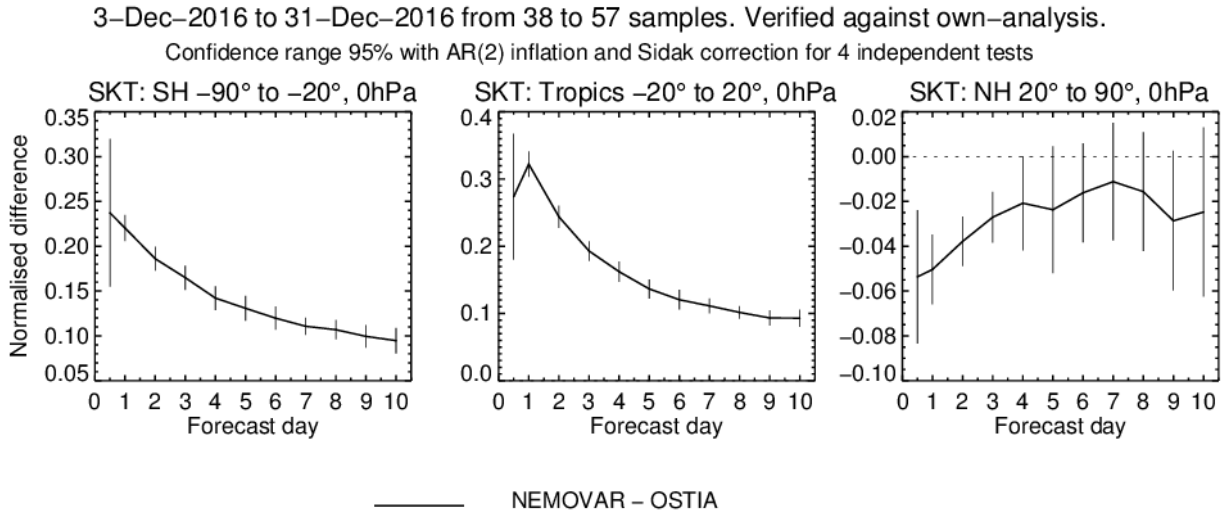 3−Dec−2016 to 31−Dec−2016 from 38 to 57 samples. Verified against own−analysis.
Confidence range 95% with AR(2) inflation and Sidak correction for 4 independent tests
SKT: SH −90° to −20°, 0hPa
0.35
0.30
0.25
0.20
0.15
0.10
0.05
Normalised difference
0 1 2 3 4 5 6 7 8 9 10
Forecast day
SKT: Tropics −20° to 20°, 0hPa
0.4
0.3
0.2
0.1
0.0
0 1 2 3 4 5 6 7 8 9 10
Forecast day
SKT: NH 20° to 90°, 0hPa
0.02
0.00
−0.02
−0.04
−0.06
−0.08
−0.10
0 1 2 3 4 5 6 7 8 9 10
Forecast day
NEMOVAR − OSTIA